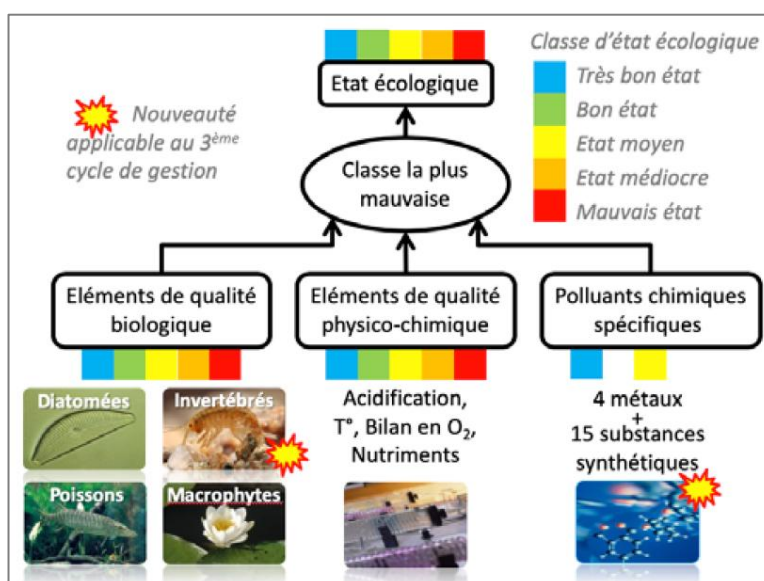 Classe d'état écologique
Très bon état
Bon état
Etat moyen
Etat médiocre
Mauvais état
Etat écologique
Nouveauté
applicable au 3ème
cycle de gestion
Classe la plus
mauvaise
Eléments de qualité
biologique
Eléments de qualité
physico-chimique
Polluants chimiques
spécifiques
Diatomées
Invertébrés
Poissons
Macrophytes
Acidification,
T°, Bilan en O₂,
Nutriments
4 métaux
+
15 substances
synthétiques